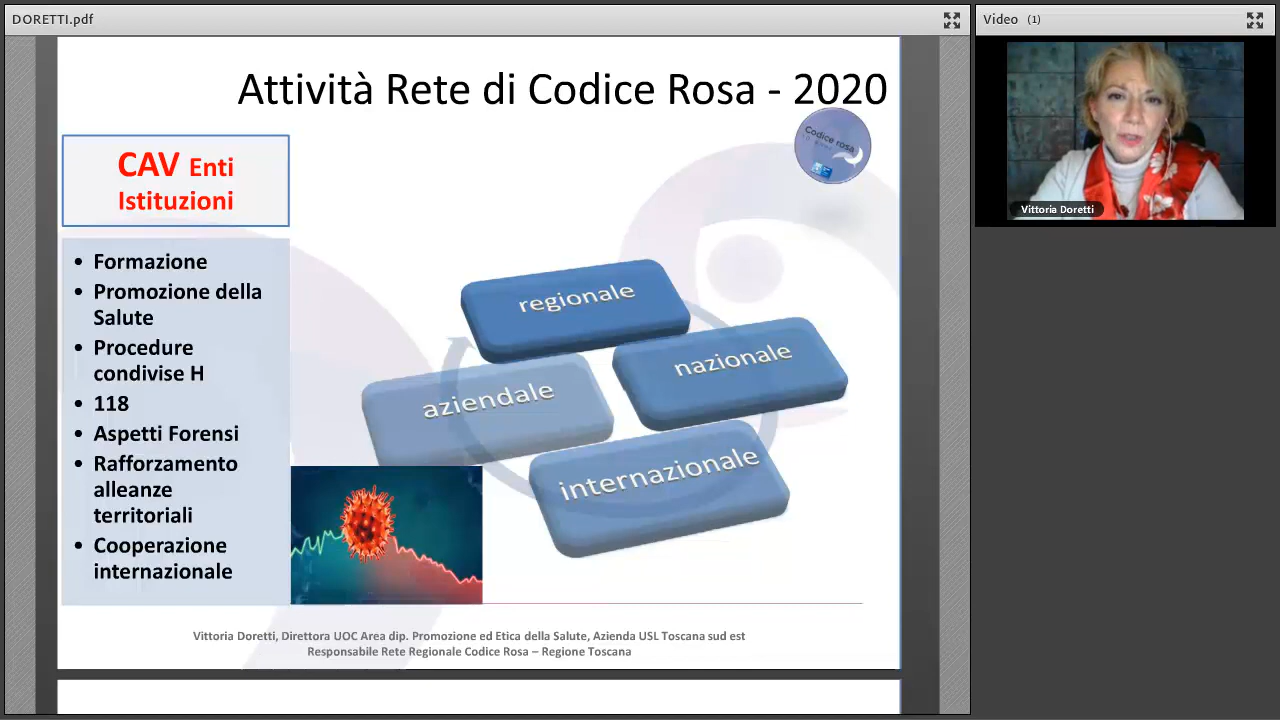 DORETTI.pdf
Video (1)
Attività Rete di Codice Rosa - 2020
Codice rosa
CAV Enti
Istituzioni
• Formazione
• Promozione della
Salute
• Procedure
condivise H
• 118
• Aspetti Forensi
• Rafforzamento
alleanze
territoriali
• Cooperazione
internazionale
regionale
nazionale
aziendale
internazionale
Vittoria Doretti, Direttora UOC Area dip. Promozione ed Etica della Salute, Azienda USL Toscana sud est
Responsabile Rete Regionale Codice Rosa – Regione Toscana
Vittoria Doretti